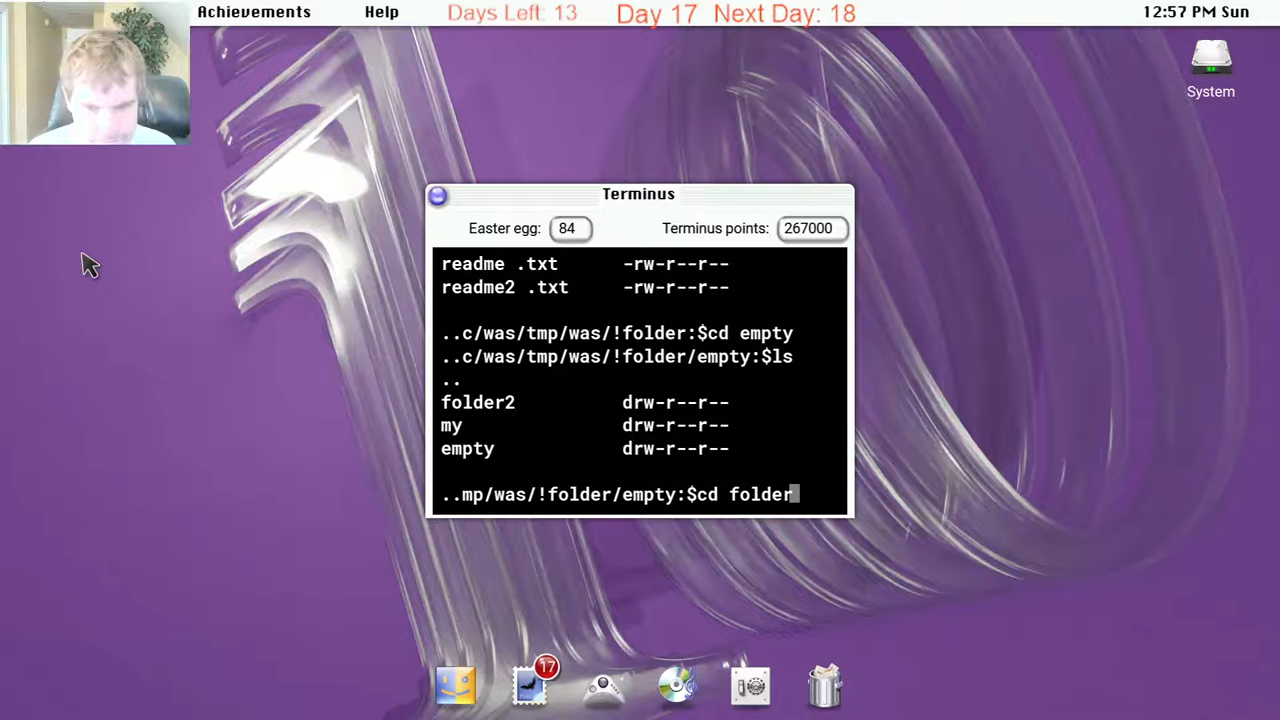 Achievements Help Days Left: 13 Day 17 Next Day: 18 12:57 PM Sun
System
Terminus
Easter egg: 84 Terminus points: 267000
readme .txt -rw-r--r--
readme2 .txt -rw-r--r--
..c/was/tmp/was/!folder:$cd empty
..c/was/tmp/was/!folder/empty:$ls
..
folder2 drw-r--r--
my drw-r--r--
empty drw-r--r--
..mp/was/!folder/empty:$cd folder
17